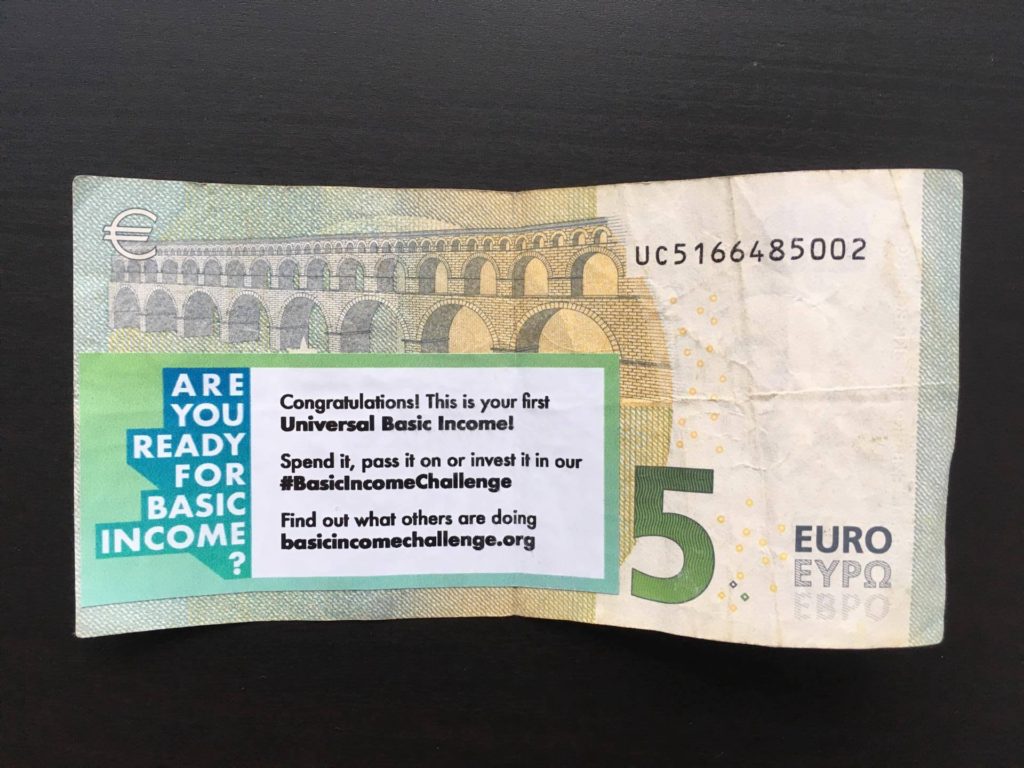 €
UC5166485002
ARE
YOU
READY
FOR
BASIC
INCOME
?
Congratulations! This is your first
Universal Basic Income!
Spend it, pass it on or invest it in our
#BasicIncomeChallenge
Find out what others are doing
basicincomechallenge.org
5
EURO
ΕΥΡΩ
ЕВРО